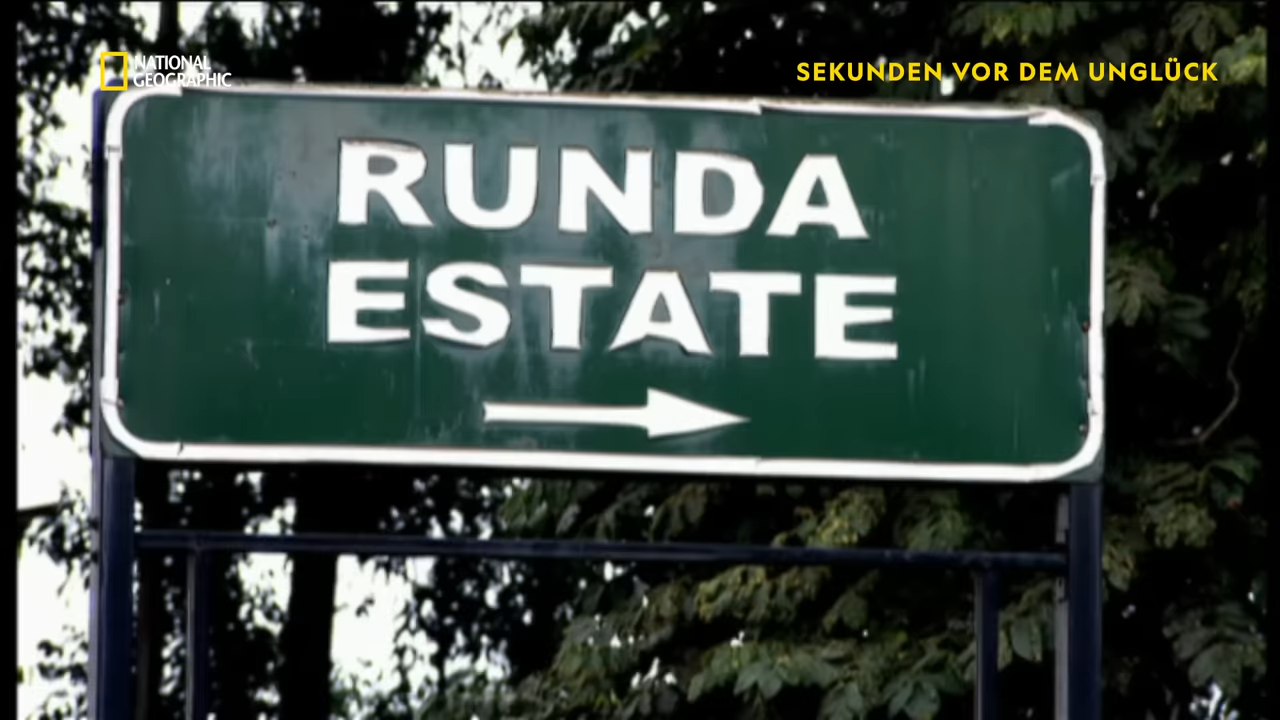 NATIONAL
GEOGRAPHIC
SEKUNDEN VOR DEM UNGLÜCK
RUNDA
ESTATE